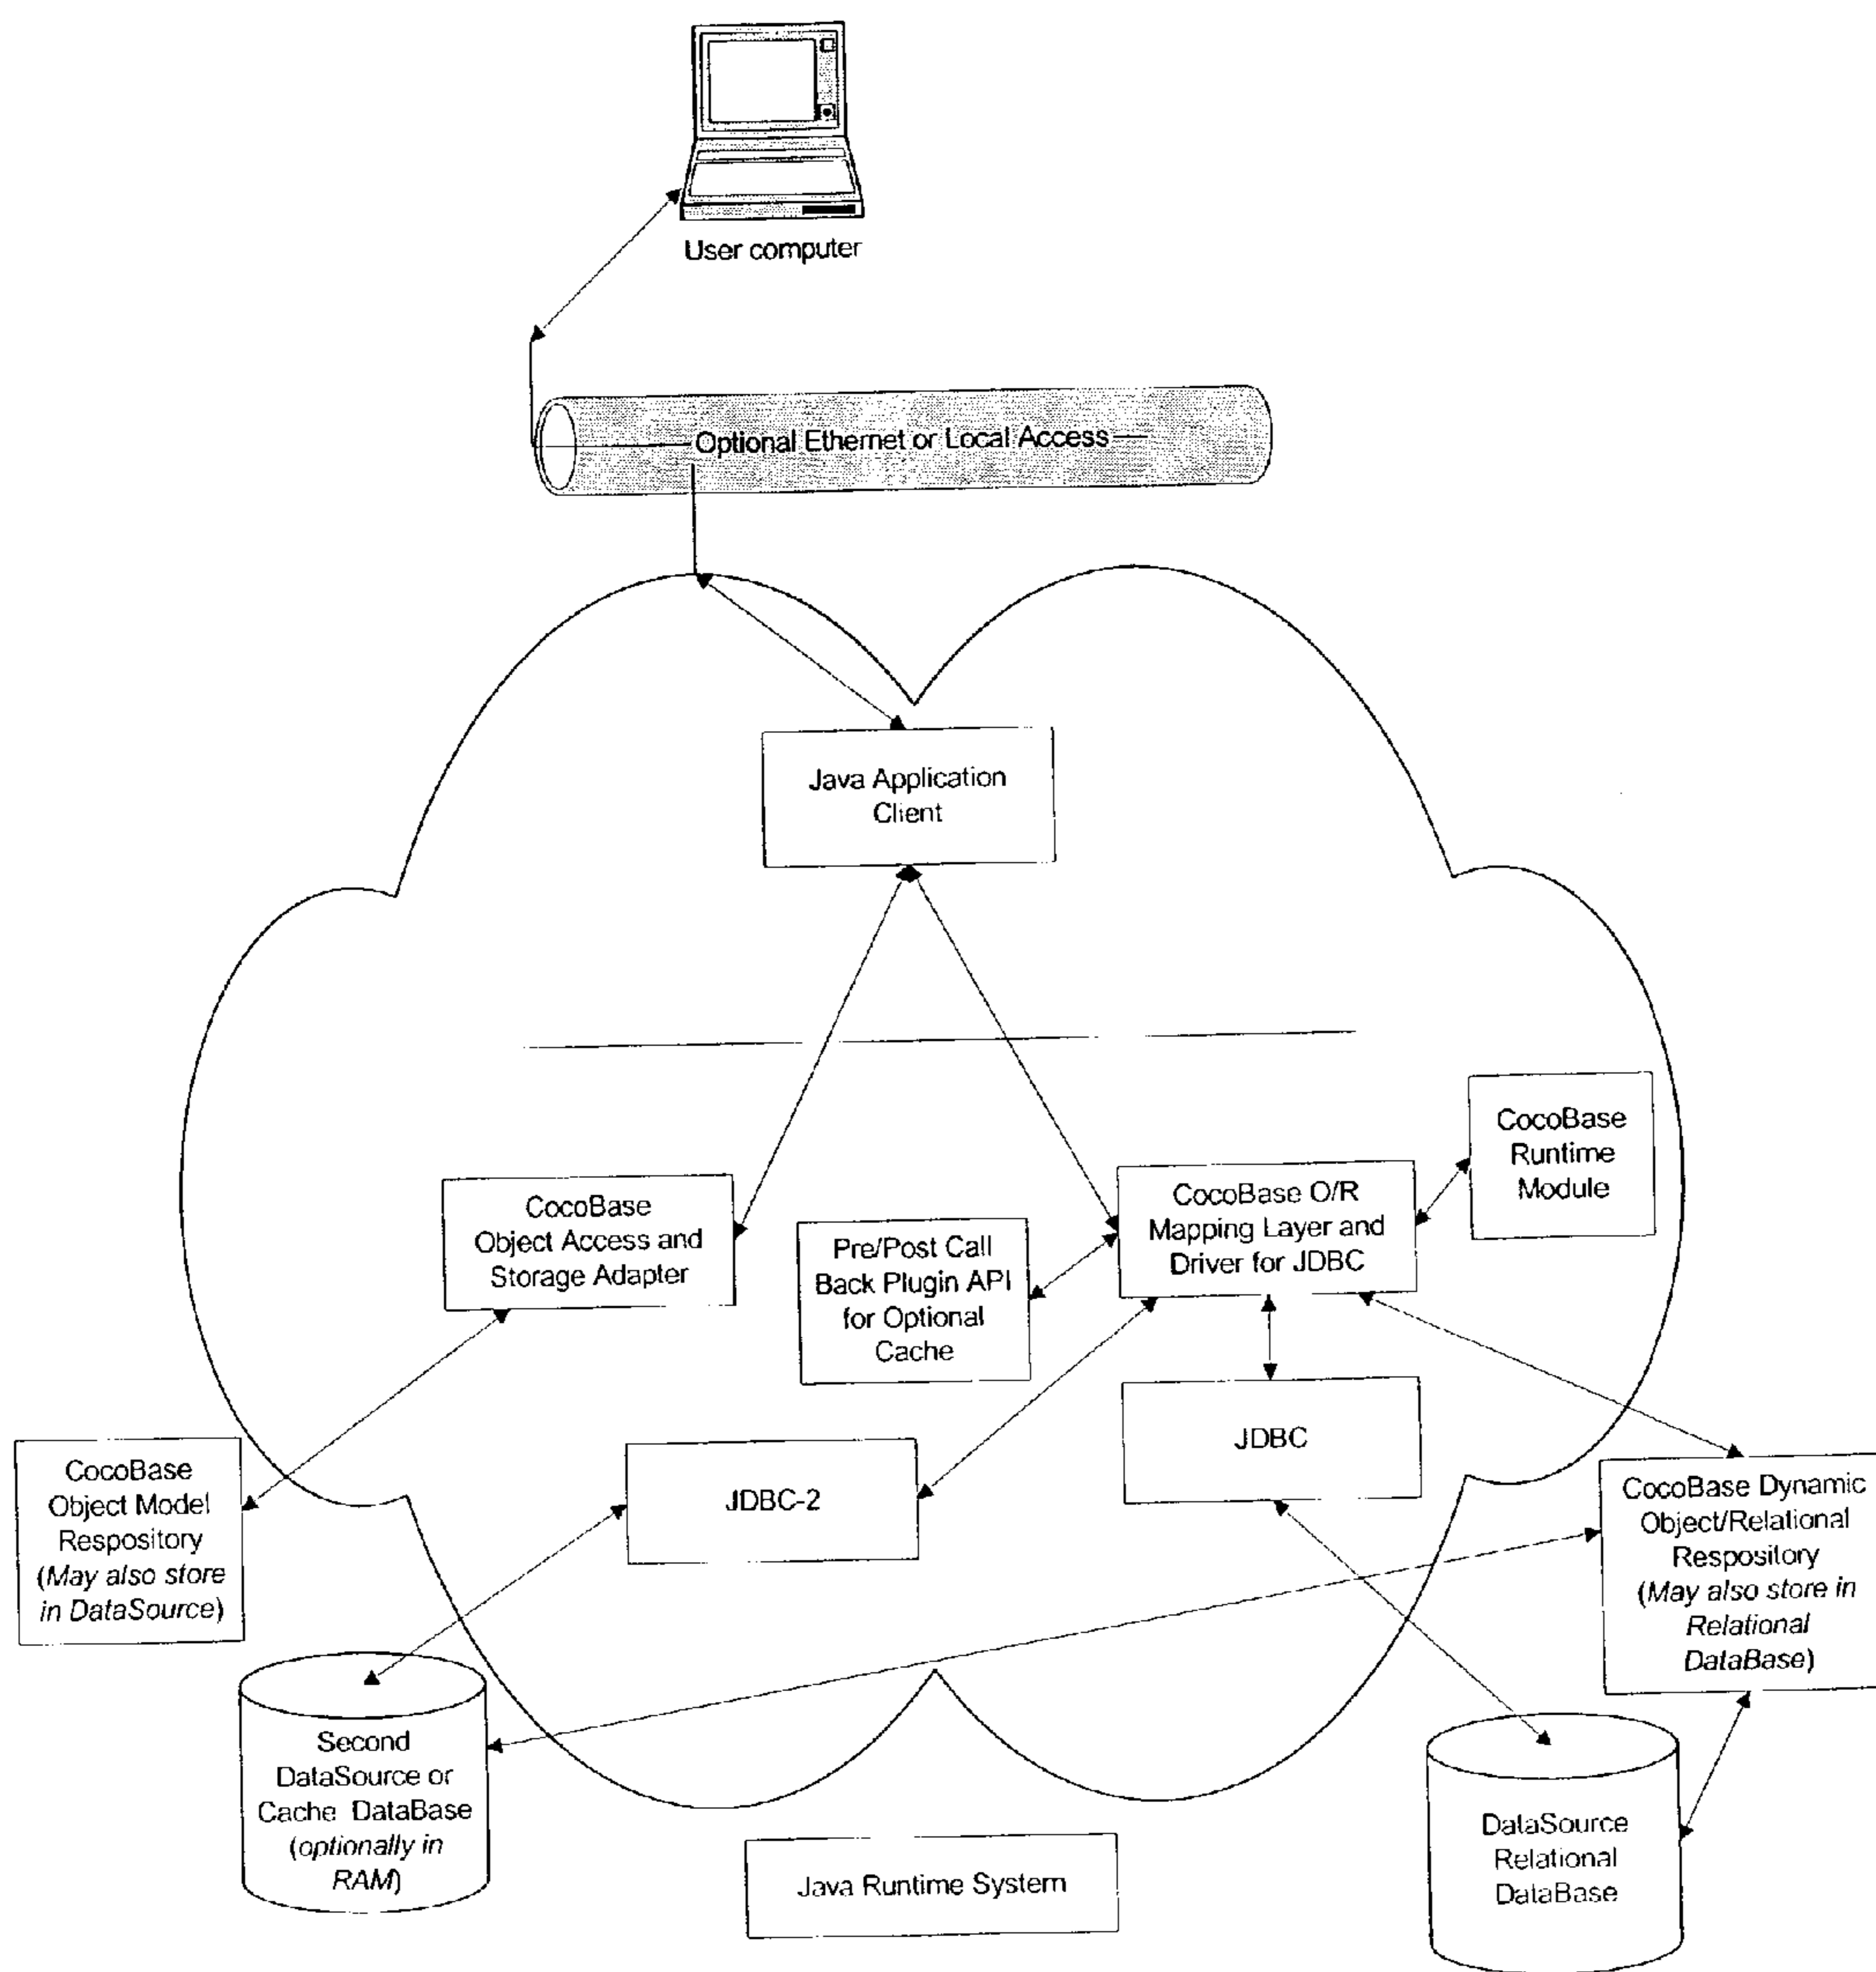 User computer
Optional Ethernet or Local Access
Java Application
Client
CocoBase
Runtime
Module
CocoBase
Object Access and
Storage Adapter
Pre/Post Call
Back Plugin API
for Optional
Cache
CocoBase O/R
Mapping Layer and
Driver for JDBC
JDBC
JDBC-2
CocoBase
Object Model
Respository
(May also store
in DataSource)
CocoBase Dynamic
Object/Relational
Respository
(May also store in
Relational
DataBase)
Second
DataSource or
Cache DataBase
(optionally in
RAM)
Java Runtime System
DataSource
Relational
DataBase